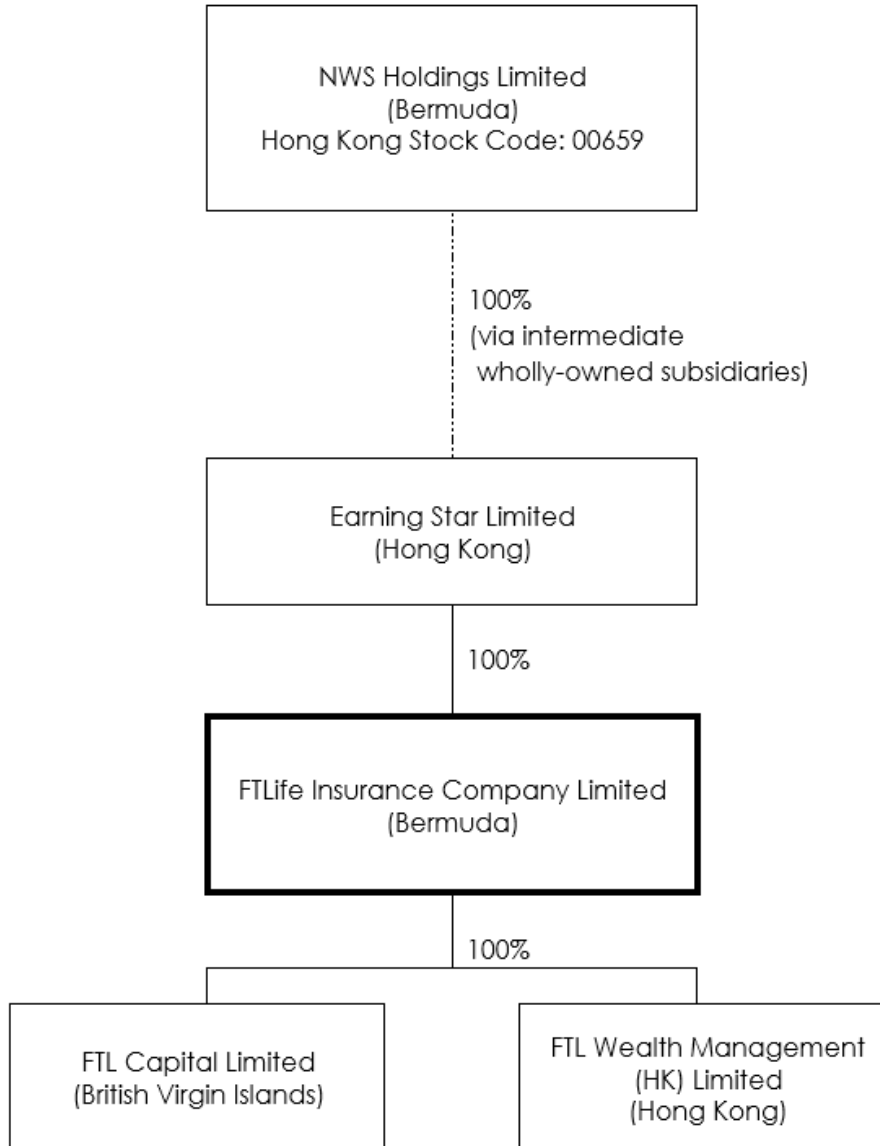 NWS Holdings Limited
(Bermuda)
Hong Kong Stock Code: 00659
100%
(via intermediate
wholly-owned subsidiaries)
Earning Star Limited
(Hong Kong)
100%
FTLife Insurance Company Limited
(Bermuda)
100%
FTL Capital Limited
(British Virgin Islands)
FTL Wealth Management
(HK) Limited
(Hong Kong)